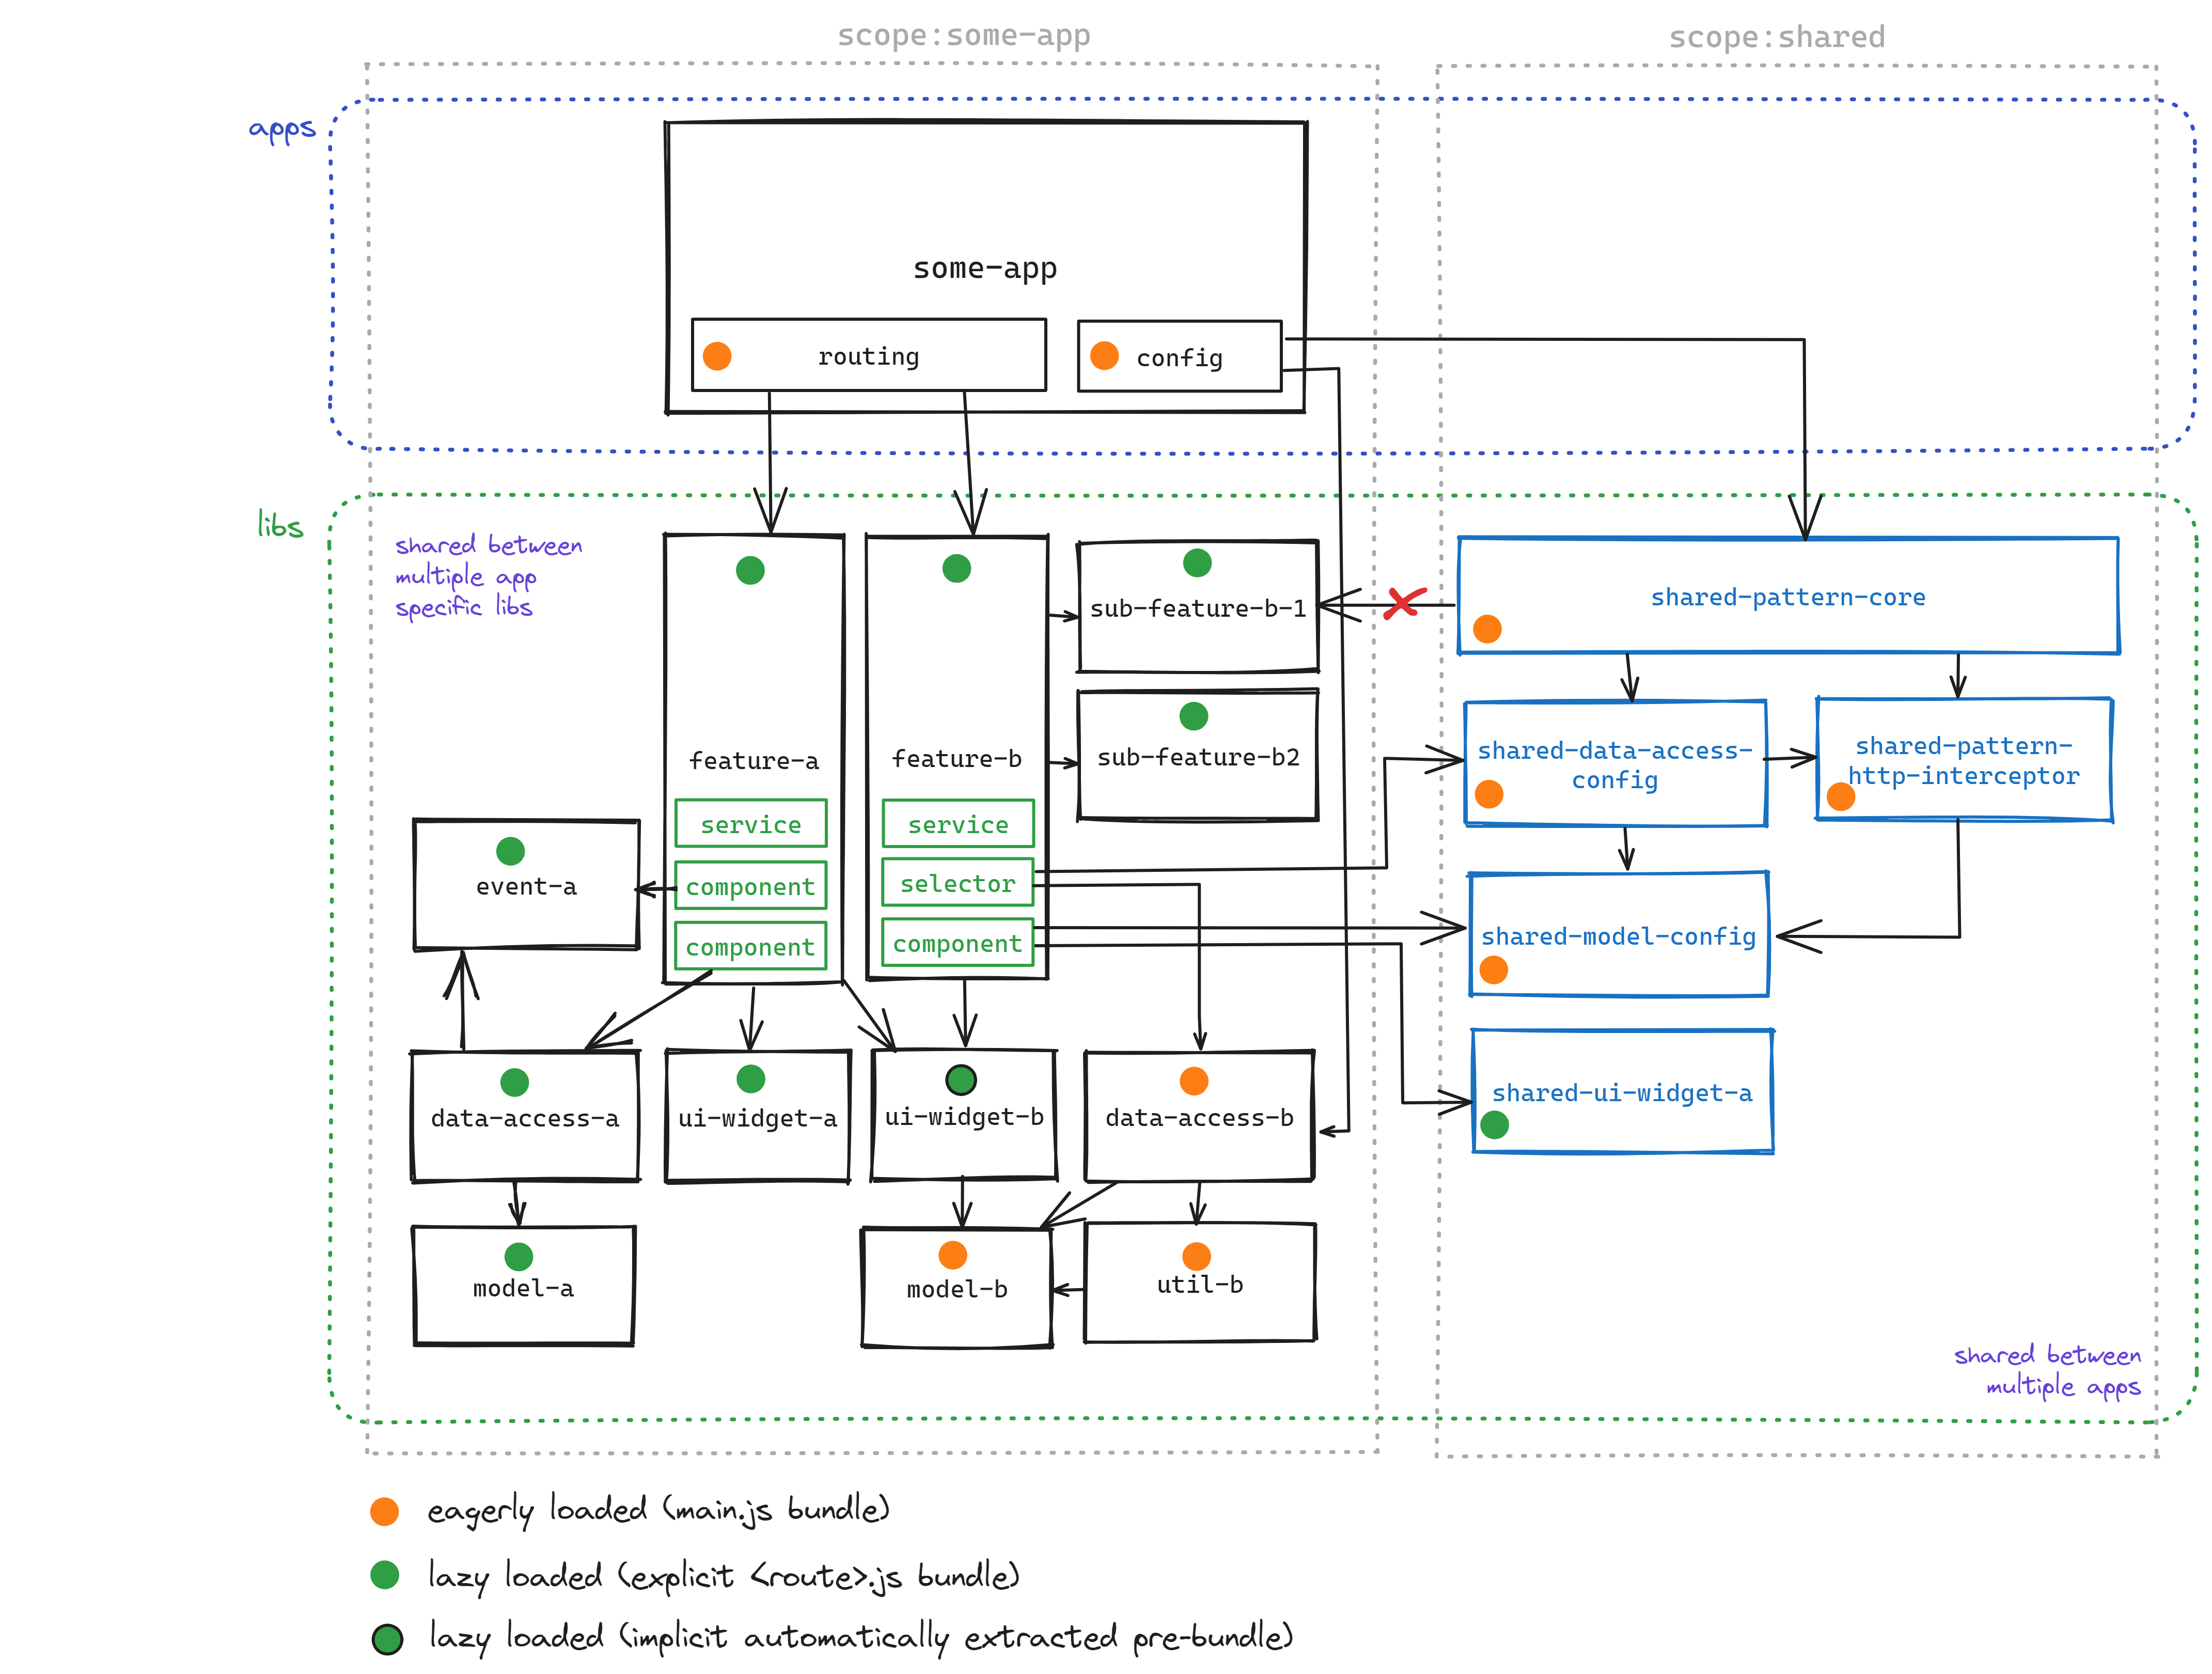 scope:some-app
scope:shared
apps
some-app
routing
config
libs
shared between
multiple app
specific libs
feature-a
service
component
component
feature-b
service
selector
component
sub-feature-b-1
sub-feature-b2
shared-pattern-core
shared-data-access-
config
shared-pattern-
http-interceptor
event-a
shared-model-config
data-access-a
ui-widget-a
ui-widget-b
data-access-b
shared-ui-widget-a
model-a
model-b
util-b
shared between
multiple apps
eagerly loaded (main.js bundle)
lazy loaded (explicit <route>.js bundle)
lazy loaded (implicit automatically extracted pre-bundle)